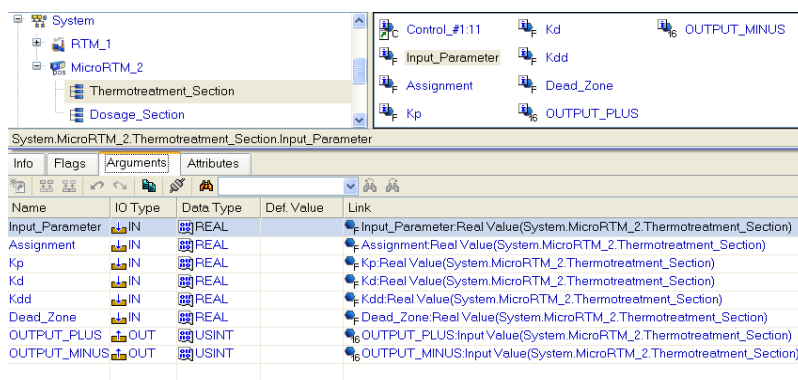 System
RTM_1
MicroRTM_2
Thermotreatment_Section
Dosage_Section
Control_#1:11
Kd
OUTPUT_MINUS
Input_Parameter
Kdd
Assignment
Dead_Zone
Kp
OUTPUT_PLUS
System.MicroRTM_2.Thermotreatment_Section.Input_Parameter
Info Flags Arguments Attributes
Name IO Type Data Type Def. Value Link
Input_Parameter IN REAL Input_Parameter:Real Value(System.MicroRTM_2.Thermotreatment_Section)
Assignment IN REAL Assignment:Real Value(System.MicroRTM_2.Thermotreatment_Section)
Kp IN REAL Kp:Real Value(System.MicroRTM_2.Thermotreatment_Section)
Kd IN REAL Kd:Real Value(System.MicroRTM_2.Thermotreatment_Section)
Kdd IN REAL Kdd:Real Value(System.MicroRTM_2.Thermotreatment_Section)
Dead_Zone IN REAL Dead_Zone:Real Value(System.MicroRTM_2.Thermotreatment_Section)
OUTPUT_PLUS OUT USINT OUTPUT_PLUS:Input Value(System.MicroRTM_2.Thermotreatment_Section)
OUTPUT_MINUS OUT USINT OUTPUT_MINUS:Input Value(System.MicroRTM_2.Thermotreatment_Section)